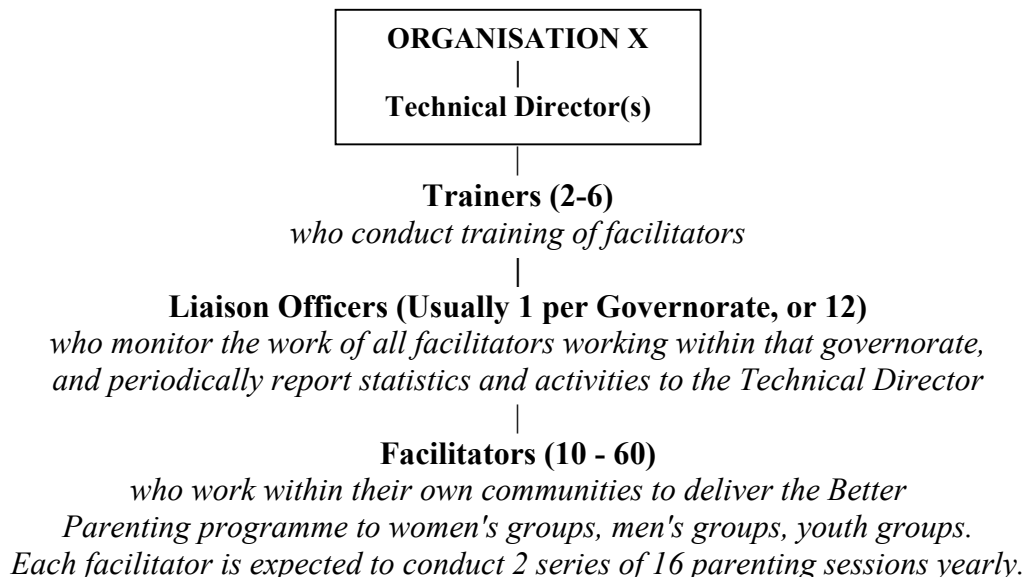 ORGANISATION X
Technical Director(s)
Trainers (2-6)
who conduct training of facilitators
Liaison Officers (Usually 1 per Governorate, or 12)
who monitor the work of all facilitators working within that governorate,
and periodically report statistics and activities to the Technical Director
Facilitators (10 - 60)
who work within their own communities to deliver the Better
Parenting programme to women's groups, men's groups, youth groups.
Each facilitator is expected to conduct 2 series of 16 parenting sessions yearly.